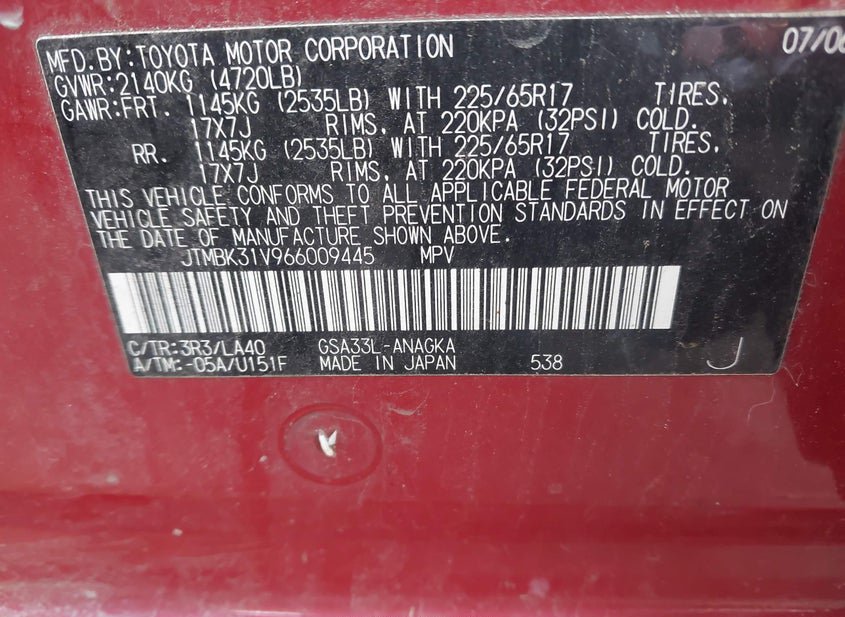 MFD.BY:TOYOTA MOTOR CORPORATION 07/06
GVWR:2140KG (4720LB)
GAWR:FRT. 1145KG (2535LB) WITH 225/65R17 TIRES,
17X7J RIMS, AT 220KPA (32PSI) COLD.
RR. 1145KG (2535LB) WITH 225/65R17 TIRES,
17X7J RIMS, AT 220KPA (32PSI) COLD.
THIS VEHICLE CONFORMS TO ALL APPLICABLE FEDERAL MOTOR
VEHICLE SAFETY AND THEFT PREVENTION STANDARDS IN EFFECT ON
THE DATE OF MANUFACTURE SHOWN ABOVE.
JTMBK31V966009445 MPV
C/TR:3R3/LA40 GSA33L-ANAGKA
A/TM:-05A/U151F MADE IN JAPAN 538 J